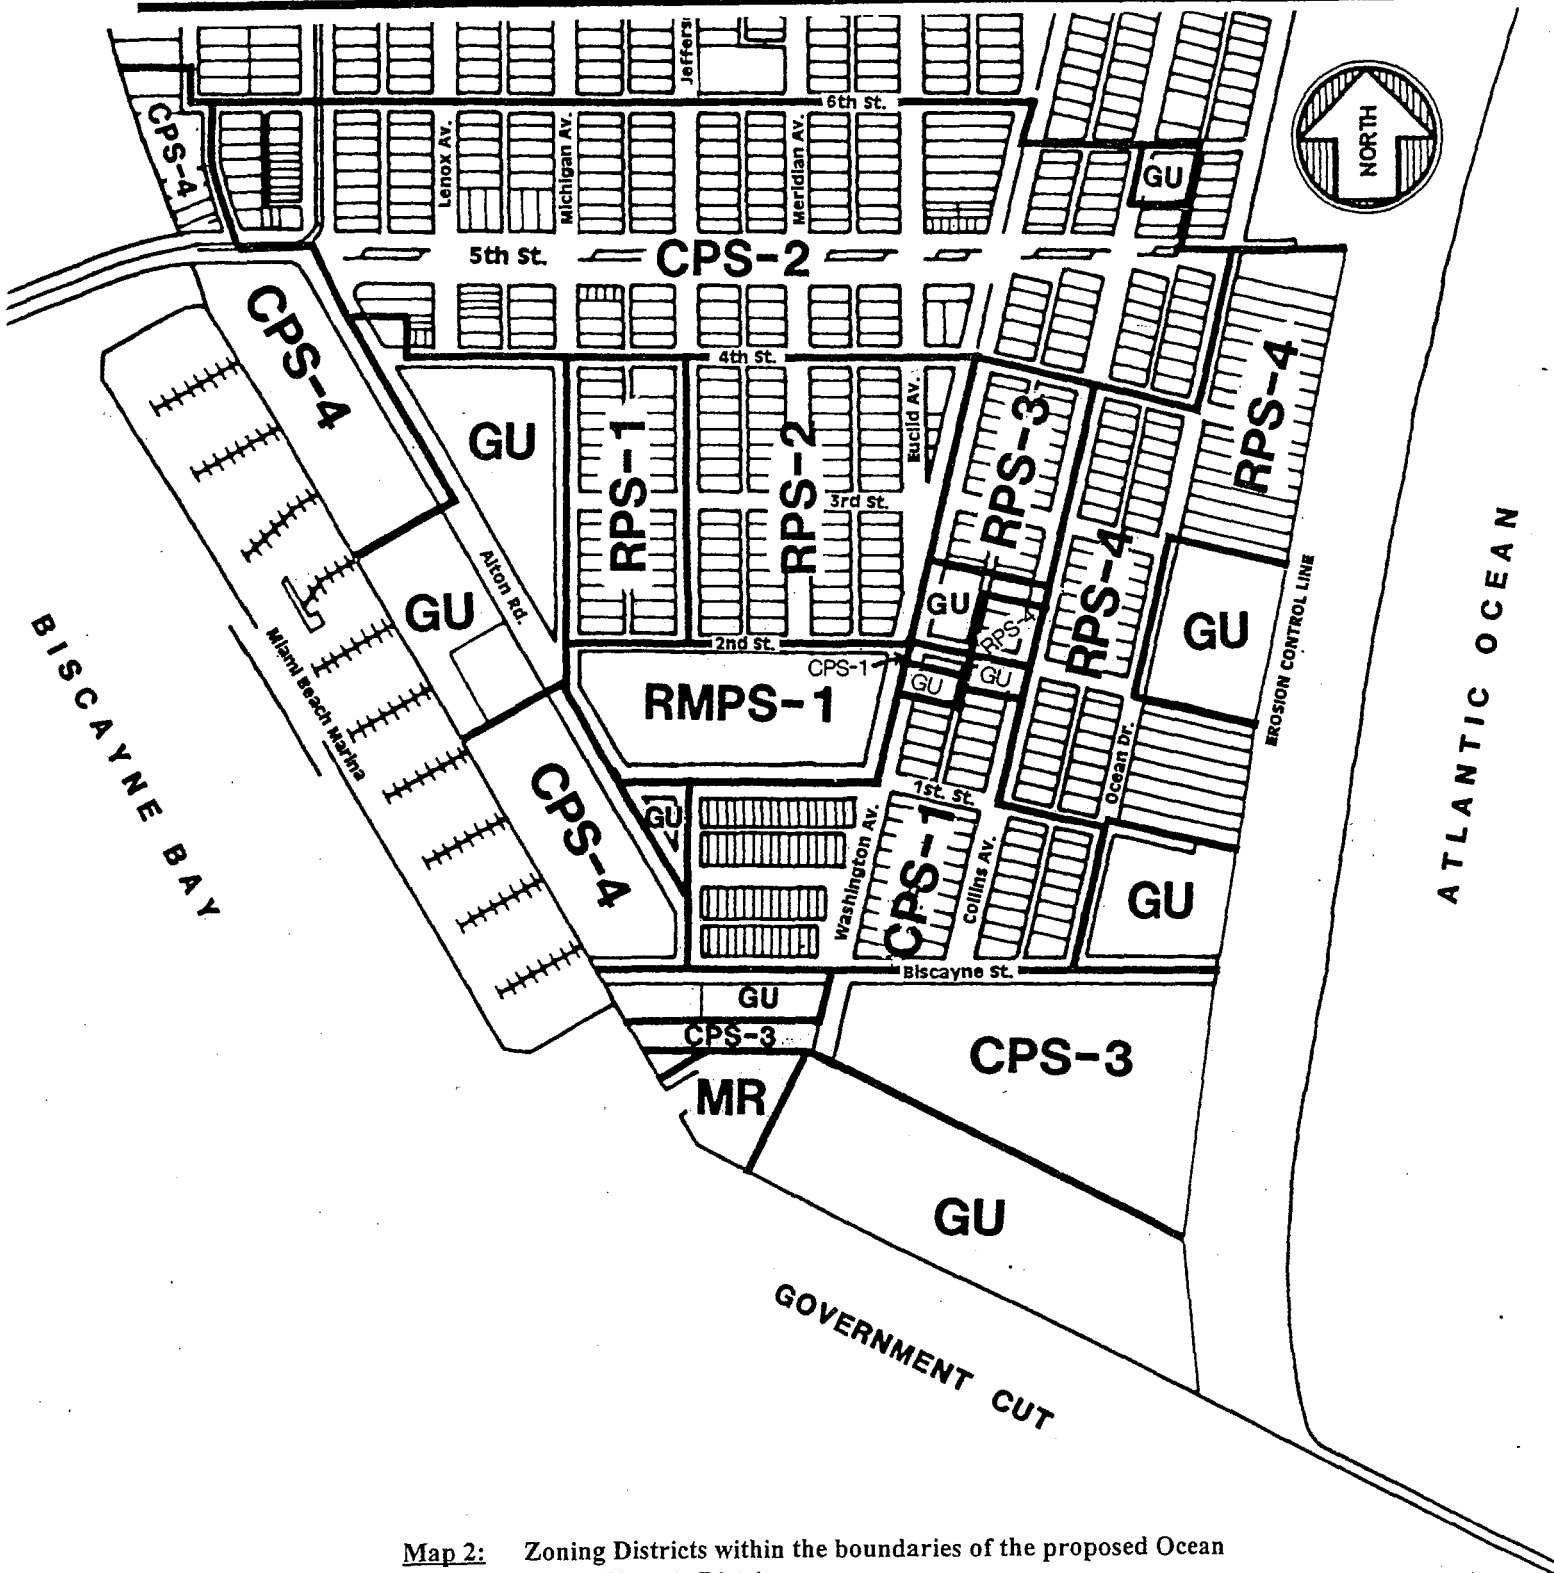 Jeffers
6th St.
CPS-4
Lenox Av.
Michigan Av.
Meridian Av.
NORTH
GU
5th St.
CPS-2
CPS-4
4th St.
RPS-4
GU
RPS-1
RPS-2
Euclid Av.
RPS-3
3rd St.
Alton Rd.
GU
GU
RPS-4
RPS-4
GU
EROSION CONTROL LINE
ATLANTIC OCEAN
BISCAYNE BAY
Miami Beach Marina
2nd St.
CPS-1
GU
GU
RMPS-1
Ocean Dr.
CPS-4
GU
1st. St.
Washington Av.
CPS-1
Collins Av.
GU
Biscayne St.
GU
CPS-3
CPS-3
MR
GU
GOVERNMENT CUT
Map 2: Zoning Districts within the boundaries of the proposed Ocean